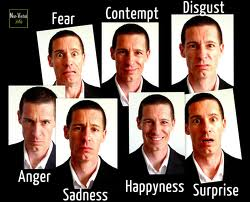 Fear
Contempt
Disgust
Anger
Sadness
Happyness
Surprise